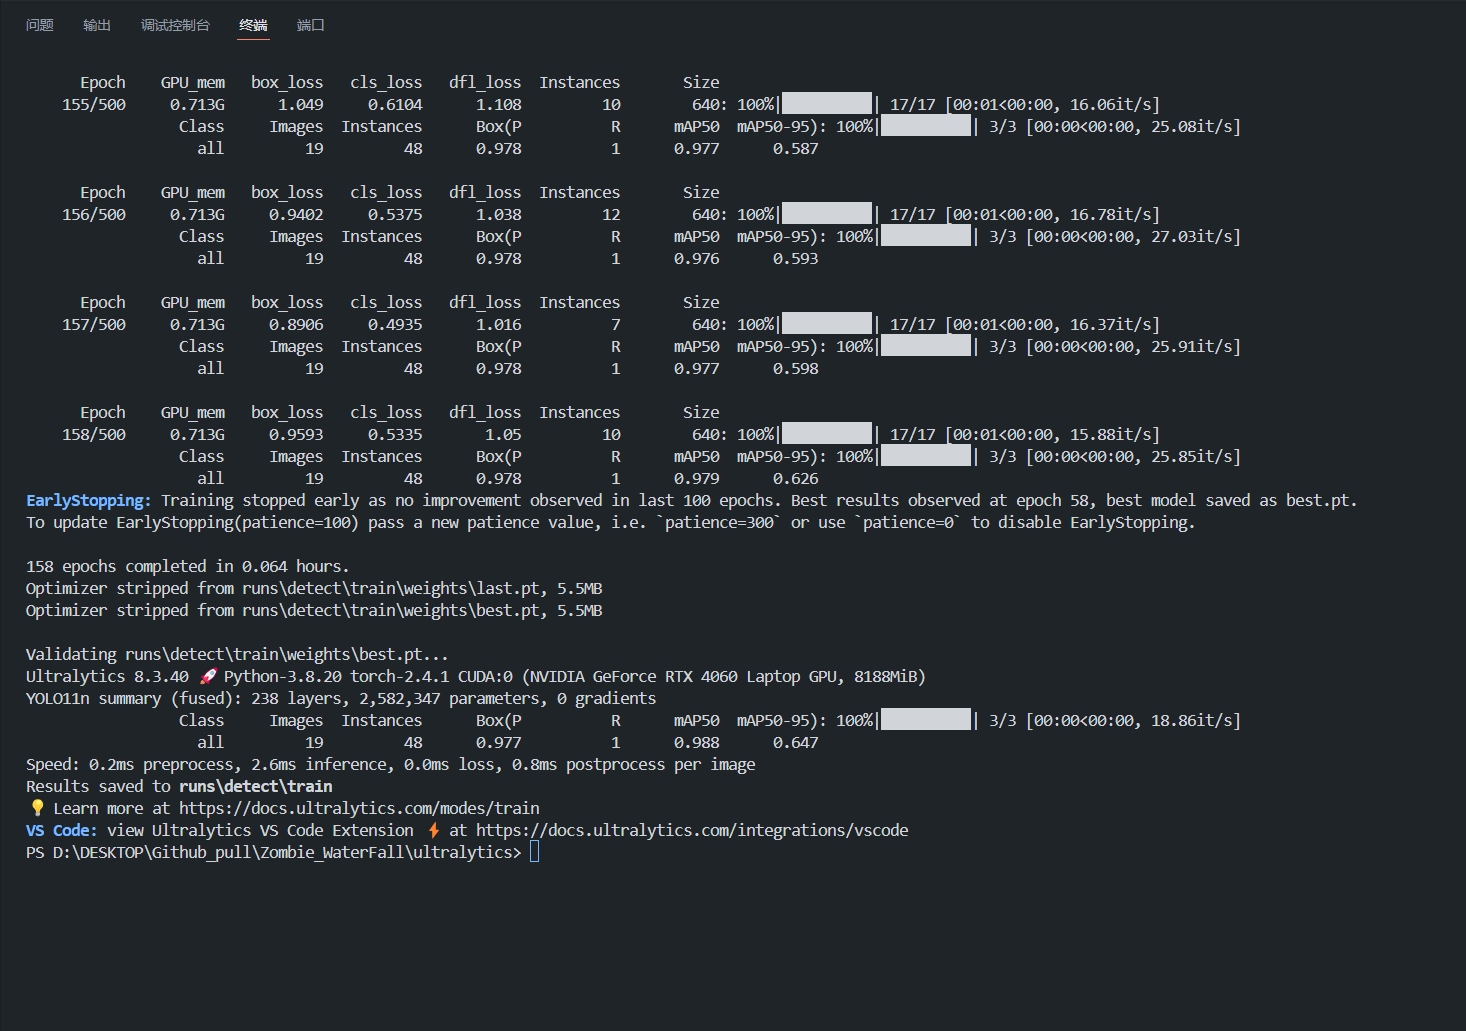 问题 输出 调试控制台 终端 端口
Epoch GPU_mem box_loss cls_loss dfl_loss Instances Size
155/500 0.713G 1.049 0.6104 1.108 10 640: 100%|██████████| 17/17 [00:01<00:00, 16.06it/s]
Class Images Instances Box(P R mAP50 mAP50-95): 100%|██████████| 3/3 [00:00<00:00, 25.08it/s]
all 19 48 0.978 1 0.977 0.587
Epoch GPU_mem box_loss cls_loss dfl_loss Instances Size
156/500 0.713G 0.9402 0.5375 1.038 12 640: 100%|██████████| 17/17 [00:01<00:00, 16.78it/s]
Class Images Instances Box(P R mAP50 mAP50-95): 100%|██████████| 3/3 [00:00<00:00, 27.03it/s]
all 19 48 0.978 1 0.976 0.593
Epoch GPU_mem box_loss cls_loss dfl_loss Instances Size
157/500 0.713G 0.8906 0.4935 1.016 7 640: 100%|██████████| 17/17 [00:01<00:00, 16.37it/s]
Class Images Instances Box(P R mAP50 mAP50-95): 100%|██████████| 3/3 [00:00<00:00, 25.91it/s]
all 19 48 0.978 1 0.977 0.598
Epoch GPU_mem box_loss cls_loss dfl_loss Instances Size
158/500 0.713G 0.9593 0.5335 1.05 10 640: 100%|██████████| 17/17 [00:01<00:00, 15.88it/s]
Class Images Instances Box(P R mAP50 mAP50-95): 100%|██████████| 3/3 [00:00<00:00, 25.85it/s]
all 19 48 0.978 1 0.979 0.626
EarlyStopping: Training stopped early as no improvement observed in last 100 epochs. Best results observed at epoch 58, best model saved as best.pt.
To update EarlyStopping(patience=100) pass a new patience value, i.e. `patience=300` or use `patience=0` to disable EarlyStopping.
158 epochs completed in 0.064 hours.
Optimizer stripped from runs\detect\train\weights\last.pt, 5.5MB
Optimizer stripped from runs\detect\train\weights\best.pt, 5.5MB
Validating runs\detect\train\weights\best.pt...
Ultralytics 8.3.40 🚀 Python-3.8.20 torch-2.4.1 CUDA:0 (NVIDIA GeForce RTX 4060 Laptop GPU, 8188MiB)
YOLO11n summary (fused): 238 layers, 2,582,347 parameters, 0 gradients
Class Images Instances Box(P R mAP50 mAP50-95): 100%|██████████| 3/3 [00:00<00:00, 18.86it/s]
all 19 48 0.977 1 0.988 0.647
Speed: 0.2ms preprocess, 2.6ms inference, 0.0ms loss, 0.8ms postprocess per image
Results saved to runs\detect\train
💡 Learn more at https://docs.ultralytics.com/modes/train
VS Code: view Ultralytics VS Code Extension ⚡ at https://docs.ultralytics.com/integrations/vscode
PS D:\DESKTOP\Github_pull\Zombie_WaterFall\ultralytics>